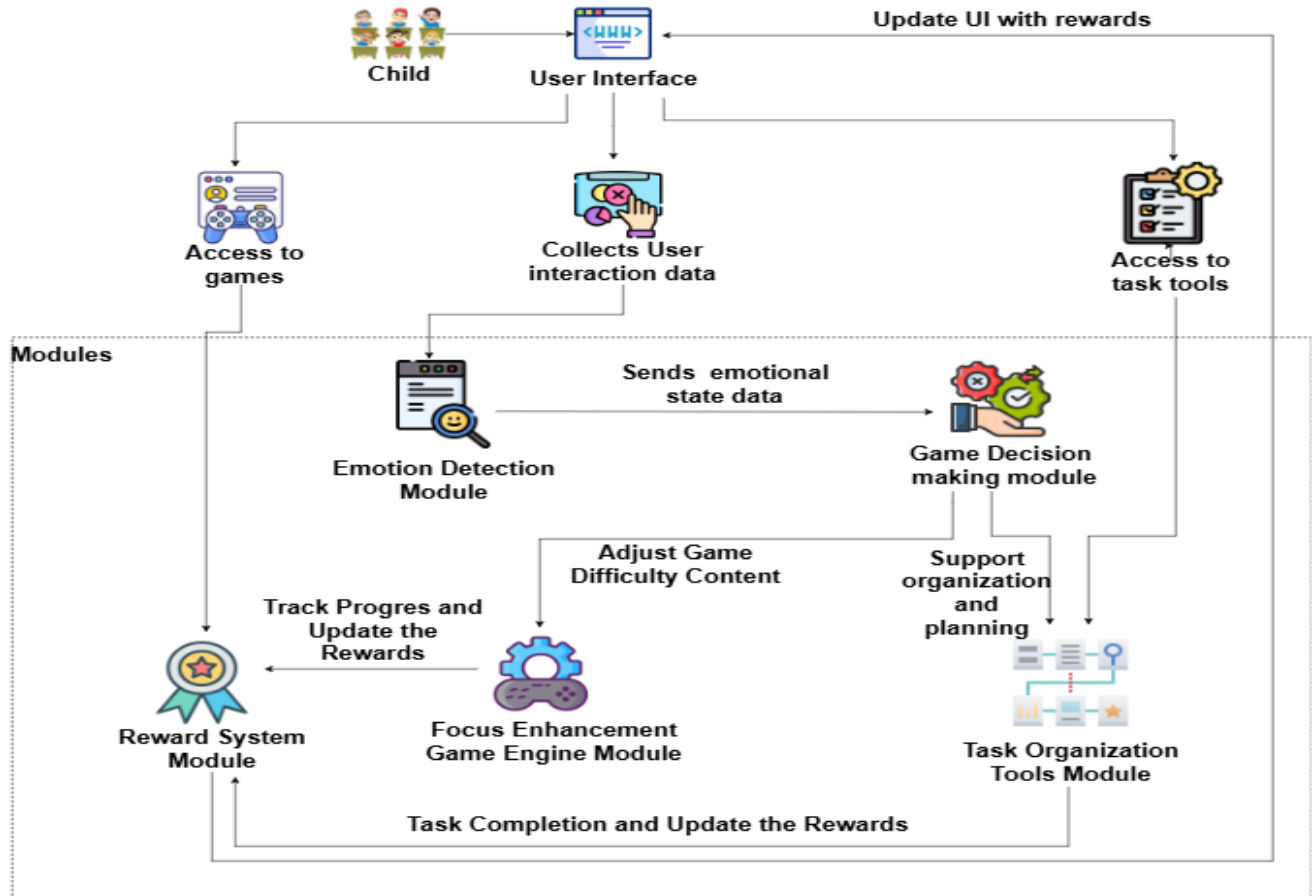 Update UI with rewards
<WWW>
Child
User Interface
Access to
games
Collects User
interaction data
Access to
task tools
Modules
Sends emotional
state data
Emotion Detection
Module
Game Decision
making module
Adjust Game
Difficulty Content
Support
organization
and
planning
Track Progres and
Update the
Rewards
Reward System
Module
Focus Enhancement
Game Engine Module
Task Organization
Tools Module
Task Completion and Update the Rewards